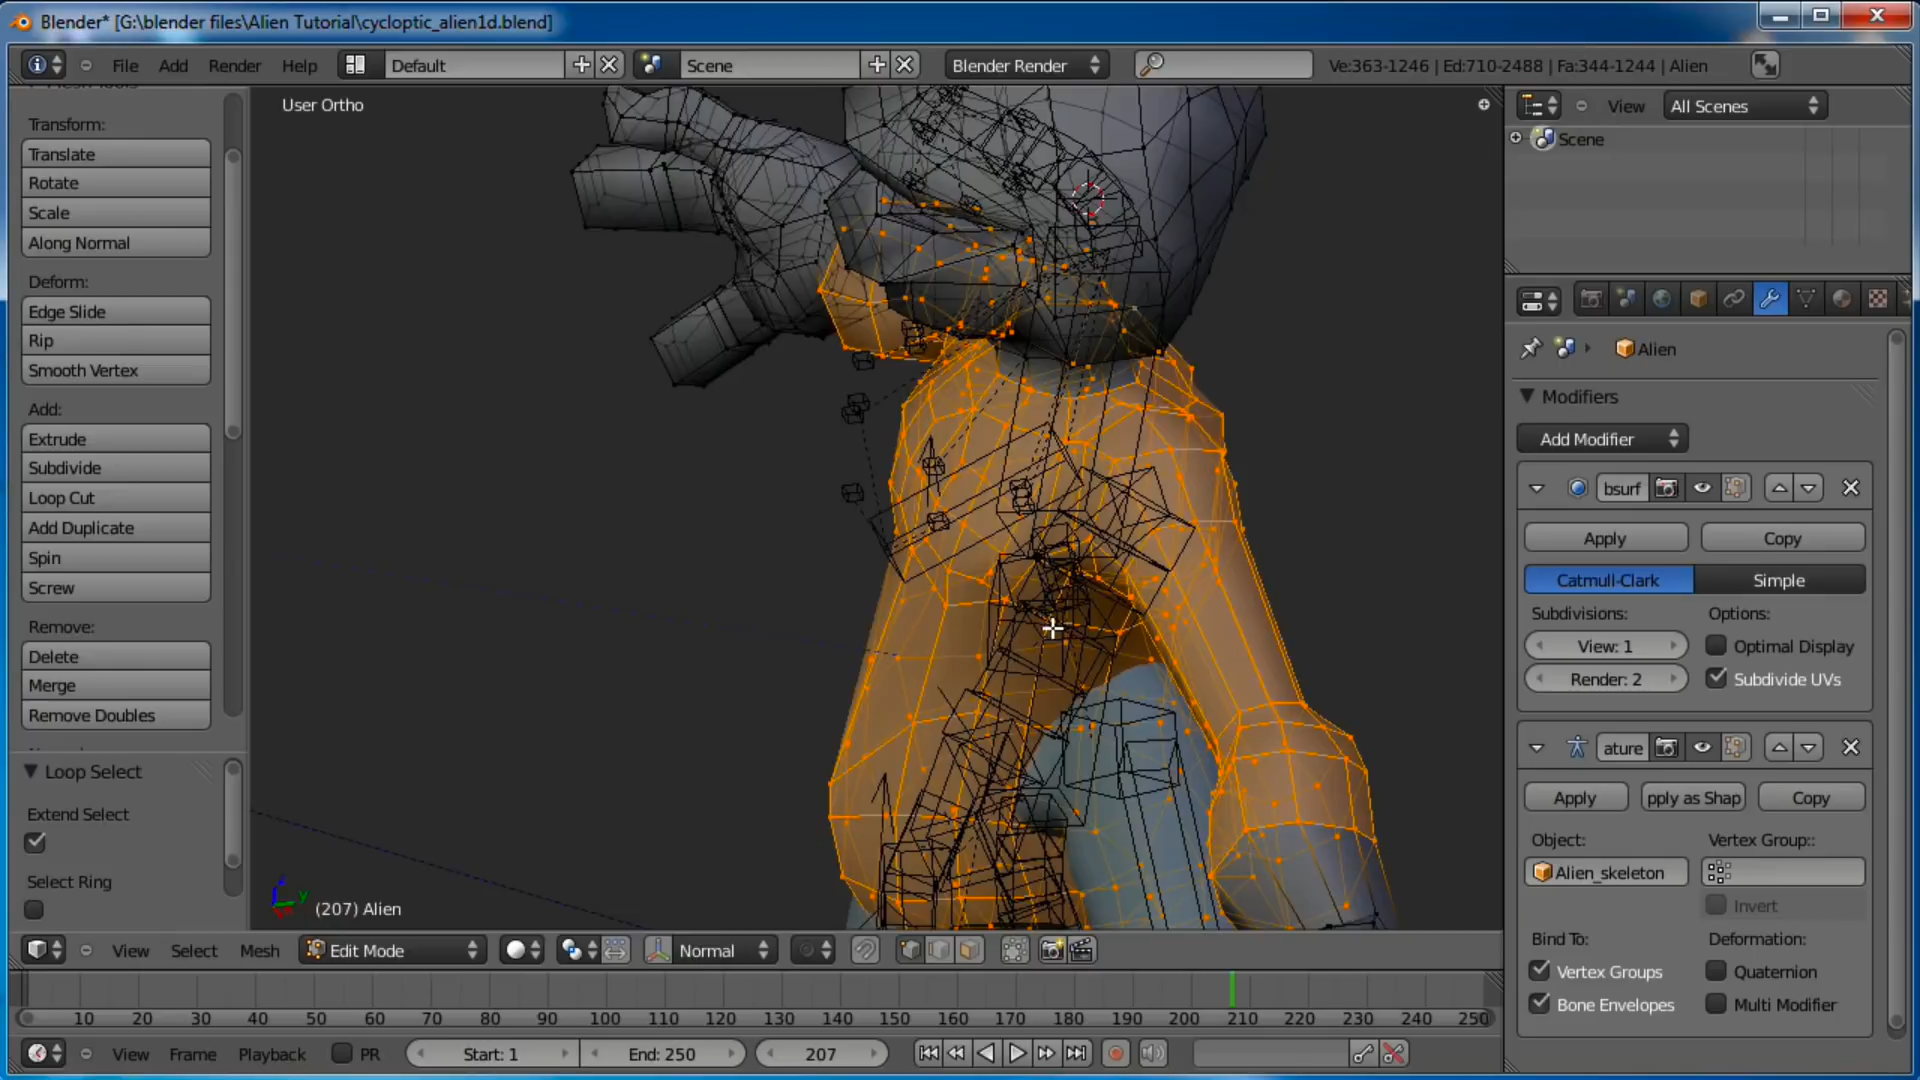 Blender* [G:\blender files\Alien Tutorial\cycloptic_alien1d.blend]
File Add Render Help Default Scene Blender Render Ve:363-1246 | Ed:710-2488 | Fa:344-1244 | Alien
User Ortho
View All Scenes
Scene
Transform:
Translate
Rotate
Scale
Along Normal
Deform:
Edge Slide
Rip
Smooth Vertex
Add:
Extrude
Subdivide
Loop Cut
Add Duplicate
Spin
Screw
Remove:
Delete
Merge
Remove Doubles
Loop Select
Extend Select
Select Ring
(207) Alien
Alien
Modifiers
Add Modifier
bsurf
Apply Copy
Catmull-Clark Simple
Subdivisions: Options:
View: 1 Optimal Display
Render: 2 Subdivide UVs
ature
Apply pply as Shap Copy
Object: Vertex Group::
Alien_skeleton
Invert
Bind To: Deformation:
Vertex Groups Quaternion
Bone Envelopes Multi Modifier
View Select Mesh Edit Mode Normal
10 20 30 40 50 60 70 80 90 100 110 120 130 140 150 160 170 180 190 200 210 220 230 240 250
View Frame Playback PR Start: 1 End: 250 207